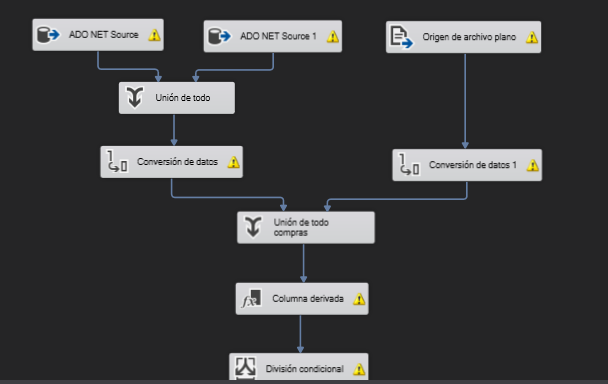 ADO NET Source
ADO NET Source 1
Origen de archivo plano
Unión de todo
Conversión de datos
Conversión de datos 1
Unión de todo
compras
fx
Columna derivada
División condicional